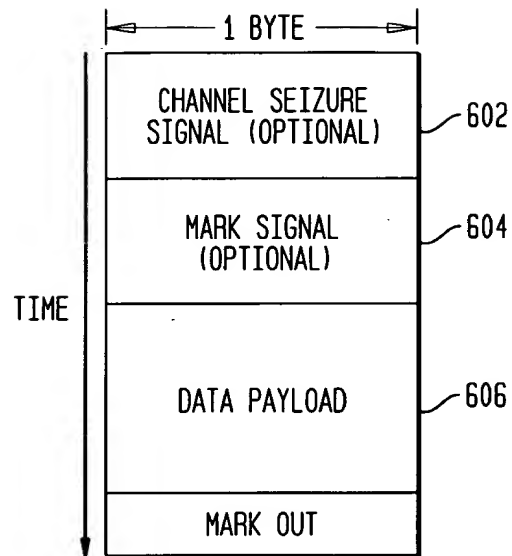 1 BYTE
CHANNEL SEIZURE
SIGNAL (OPTIONAL)
602
MARK SIGNAL
(OPTIONAL)
604
TIME
DATA PAYLOAD
606
MARK OUT